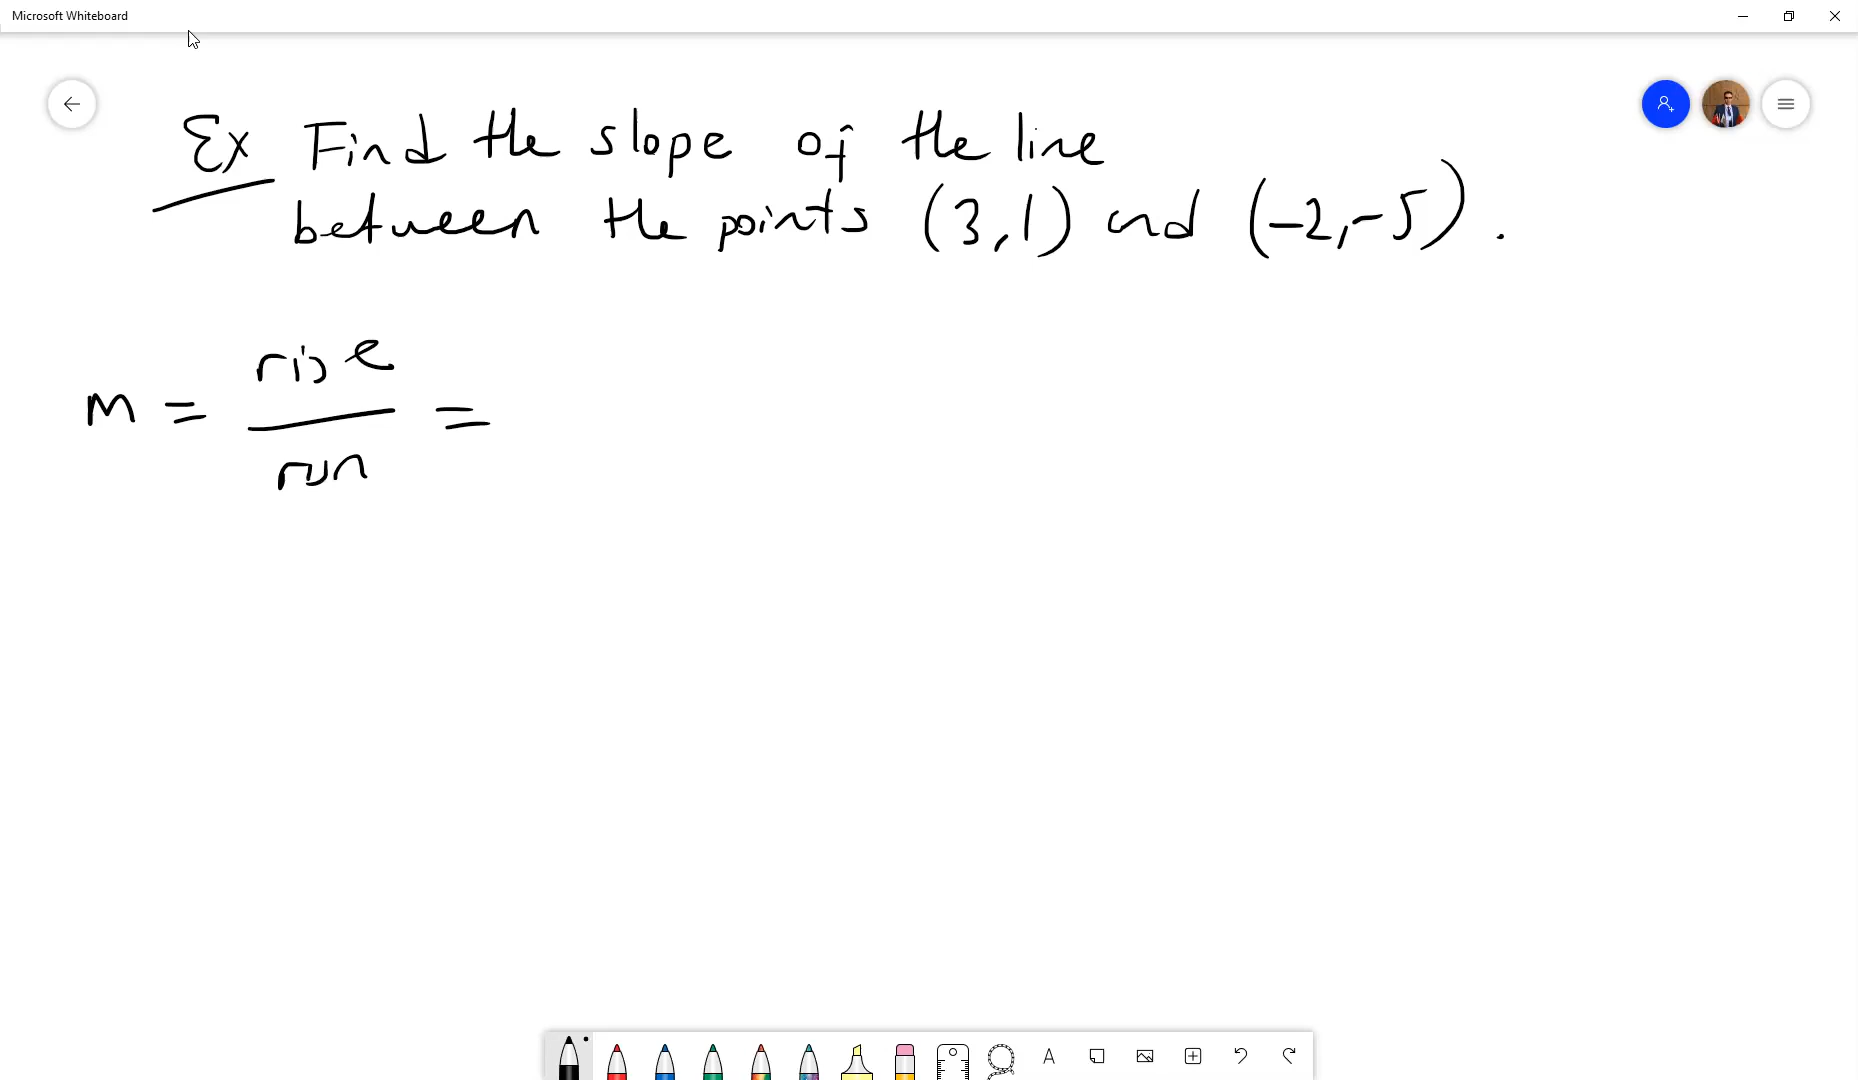 Microsoft Whiteboard
Ex Find the slope of the line
between the points (3,1) and (-2,-5).
m = rise/run =
A